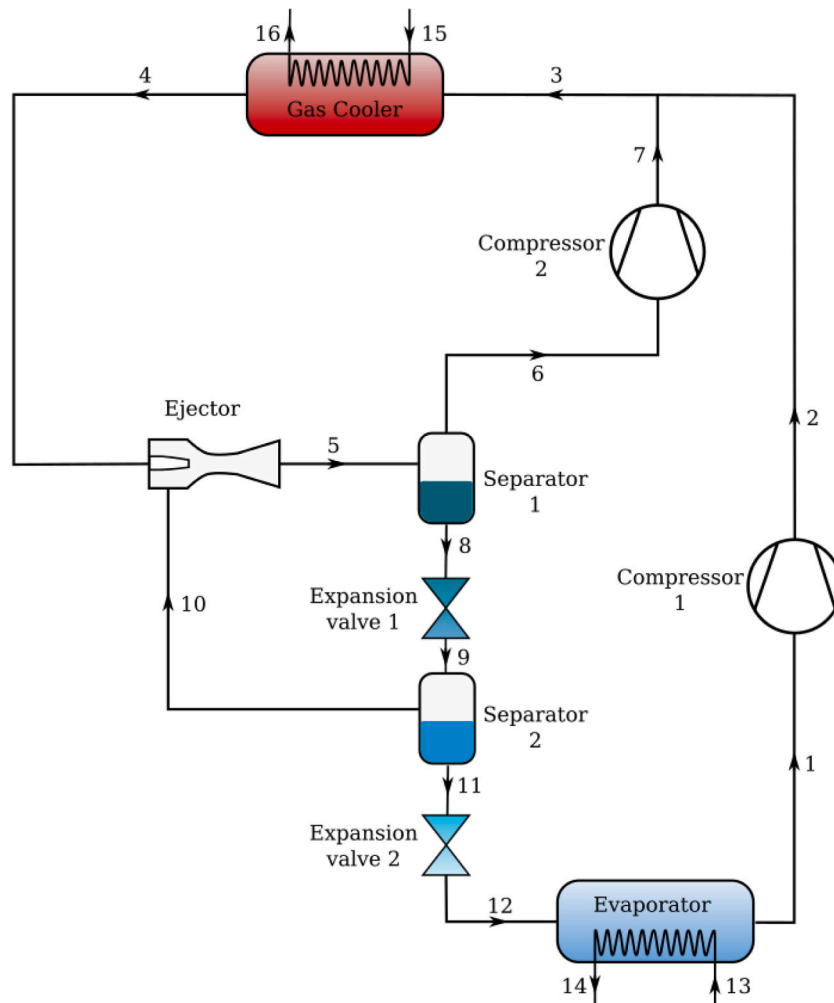 16
15
4
3
Gas Cooler
7
Compressor
2
6
Ejector
5
2
Separator
1
8
Compressor
1
Expansion
valve 1
10
9
Separator
2
1
11
Expansion
valve 2
12
Evaporator
14
13